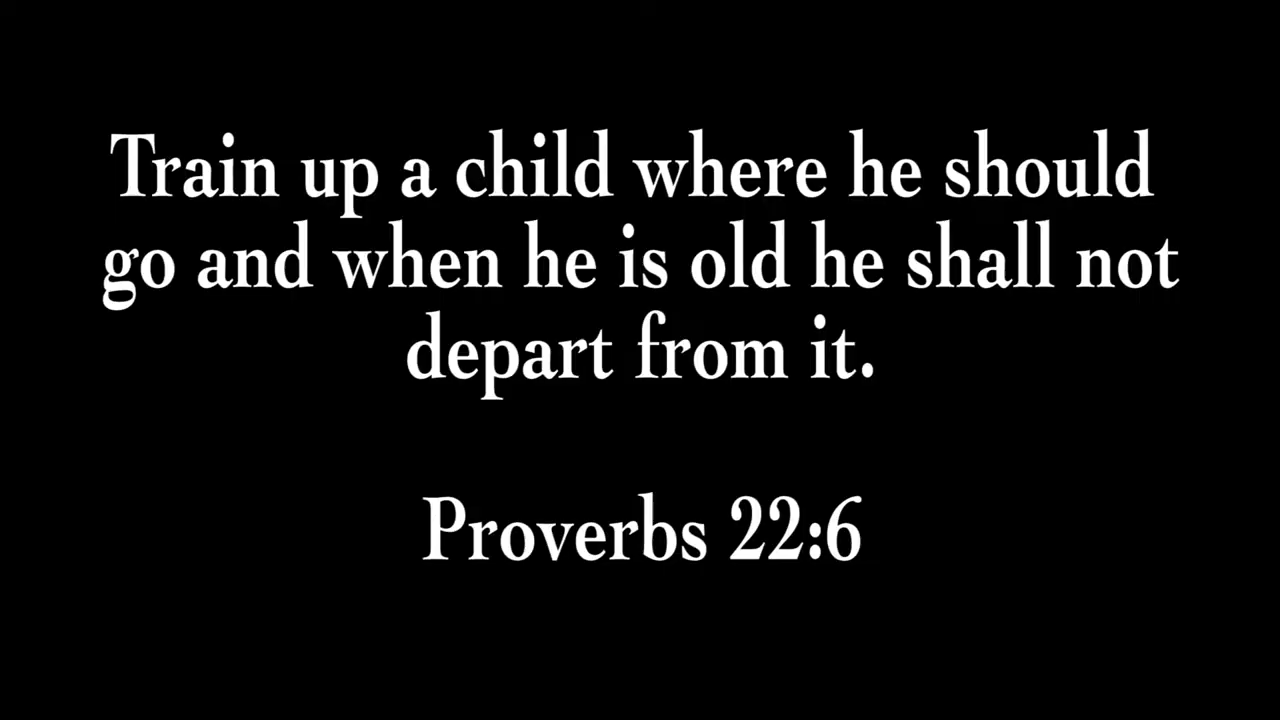 Train up a child where he should
go and when he is old he shall not
depart from it.
Proverbs 22:6